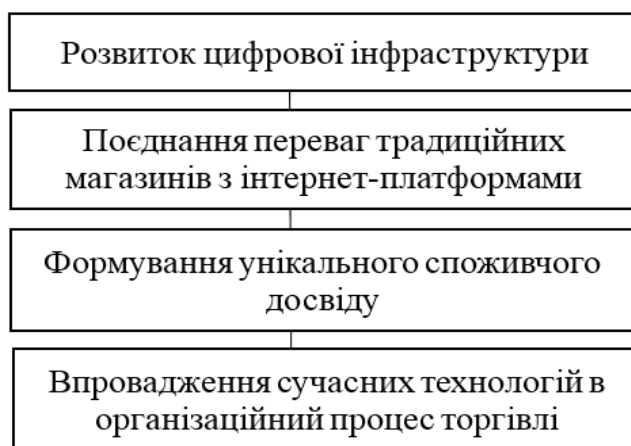 Розвиток цифрової інфраструктури
Поєднання переваг традиційних
магазинів з інтернет-платформами
Формування унікального споживчого
досвіду
Впровадження сучасних технологій в
організаційний процес торгівлі